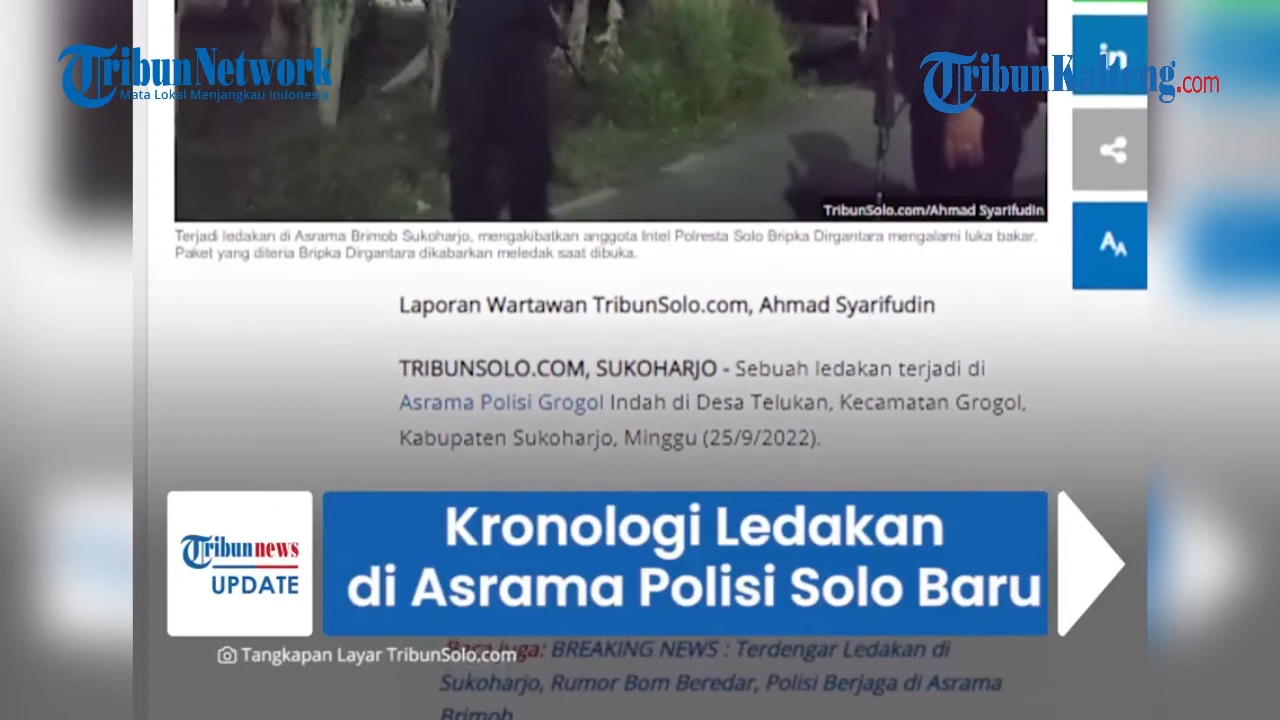 TribunNetwork
Mata Lokal Menjangkau Indonesia
TribunKalteng.com
in
TribunSolo.com/Ahmad Syarifudin
AA
Terjadi ledakan di Asrama Brimob Sukoharjo, mengakibatkan anggota Intel Polresta Solo Bripka Dirgantara mengalami luka bakar.
Paket yang diteria Bripka Dirgantara dikabarkan meledak saat dibuka.
Laporan Wartawan TribunSolo.com, Ahmad Syarifudin
TRIBUNSOLO.COM, SUKOHARJO - Sebuah ledakan terjadi di
Asrama Polisi Grogol Indah di Desa Telukan, Kecamatan Grogol,
Kabupaten Sukoharjo, Minggu (25/9/2022).
Tribunnews
UPDATE
Kronologi Ledakan
di Asrama Polisi Solo Baru
Tangkapan Layar TribunSolo.com
Baca juga: BREAKING NEWS : Terdengar Ledakan di
Sukoharjo, Rumor Bom Beredar, Polisi Berjaga di Asrama
Brimob